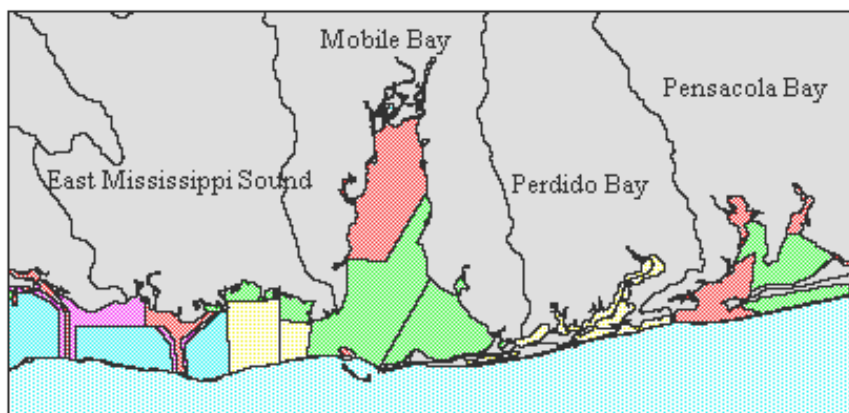 Mobile Bay
Pensacola Bay
East Mississippi Sound
Perdido Bay